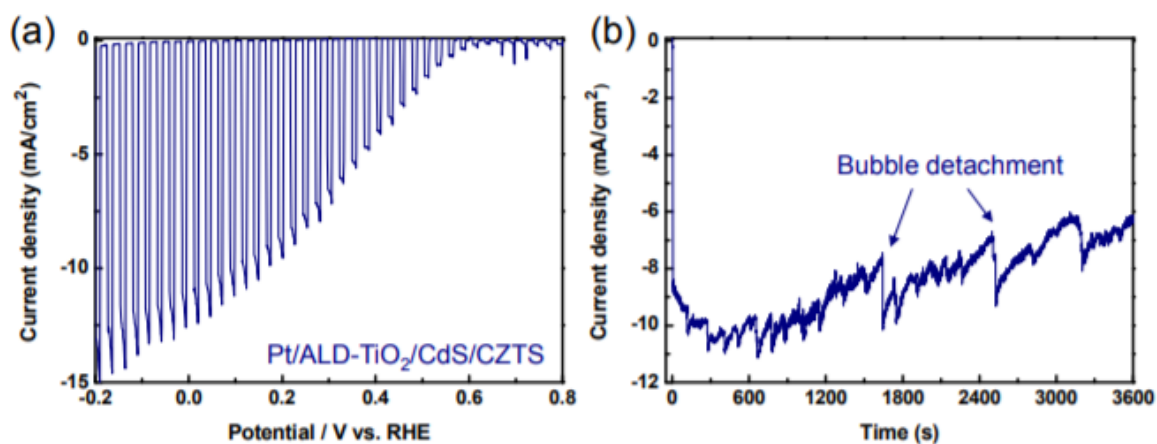 (a)
0
-5
-10
-15
Current density (mA/cm²)
Pt/ALD-TiO₂/CdS/CZTS
-0.2 0.0 0.2 0.4 0.6 0.8
Potential / V vs. RHE
(b)
0
-2
-4
-6
-8
-10
-12
Current density (mA/cm²)
Bubble detachment
0 600 1200 1800 2400 3000 3600
Time (s)